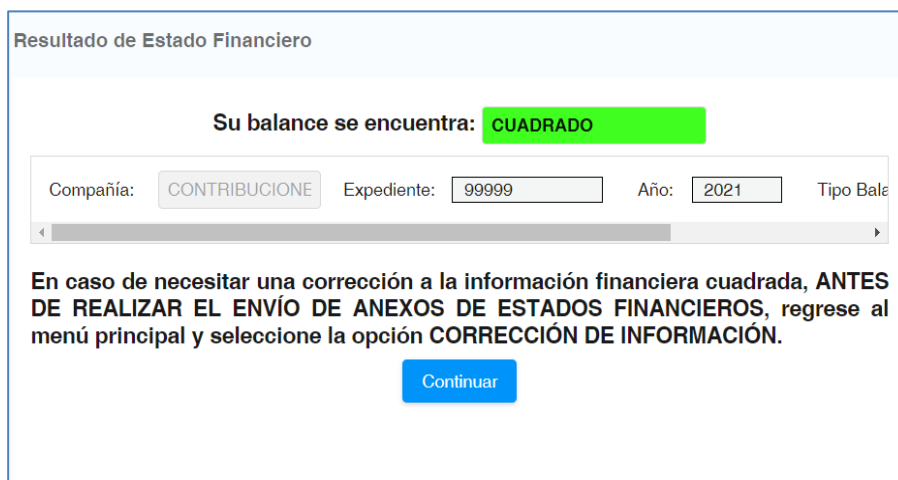 Resultado de Estado Financiero
Su balance se encuentra: CUADRADO
Compañía: CONTRIBUCIONE Expediente: 99999 Año: 2021 Tipo Bala
En caso de necesitar una corrección a la información financiera cuadrada, ANTES
DE REALIZAR EL ENVÍO DE ANEXOS DE ESTADOS FINANCIEROS, regrese al
menú principal y seleccione la opción CORRECCIÓN DE INFORMACIÓN.
Continuar